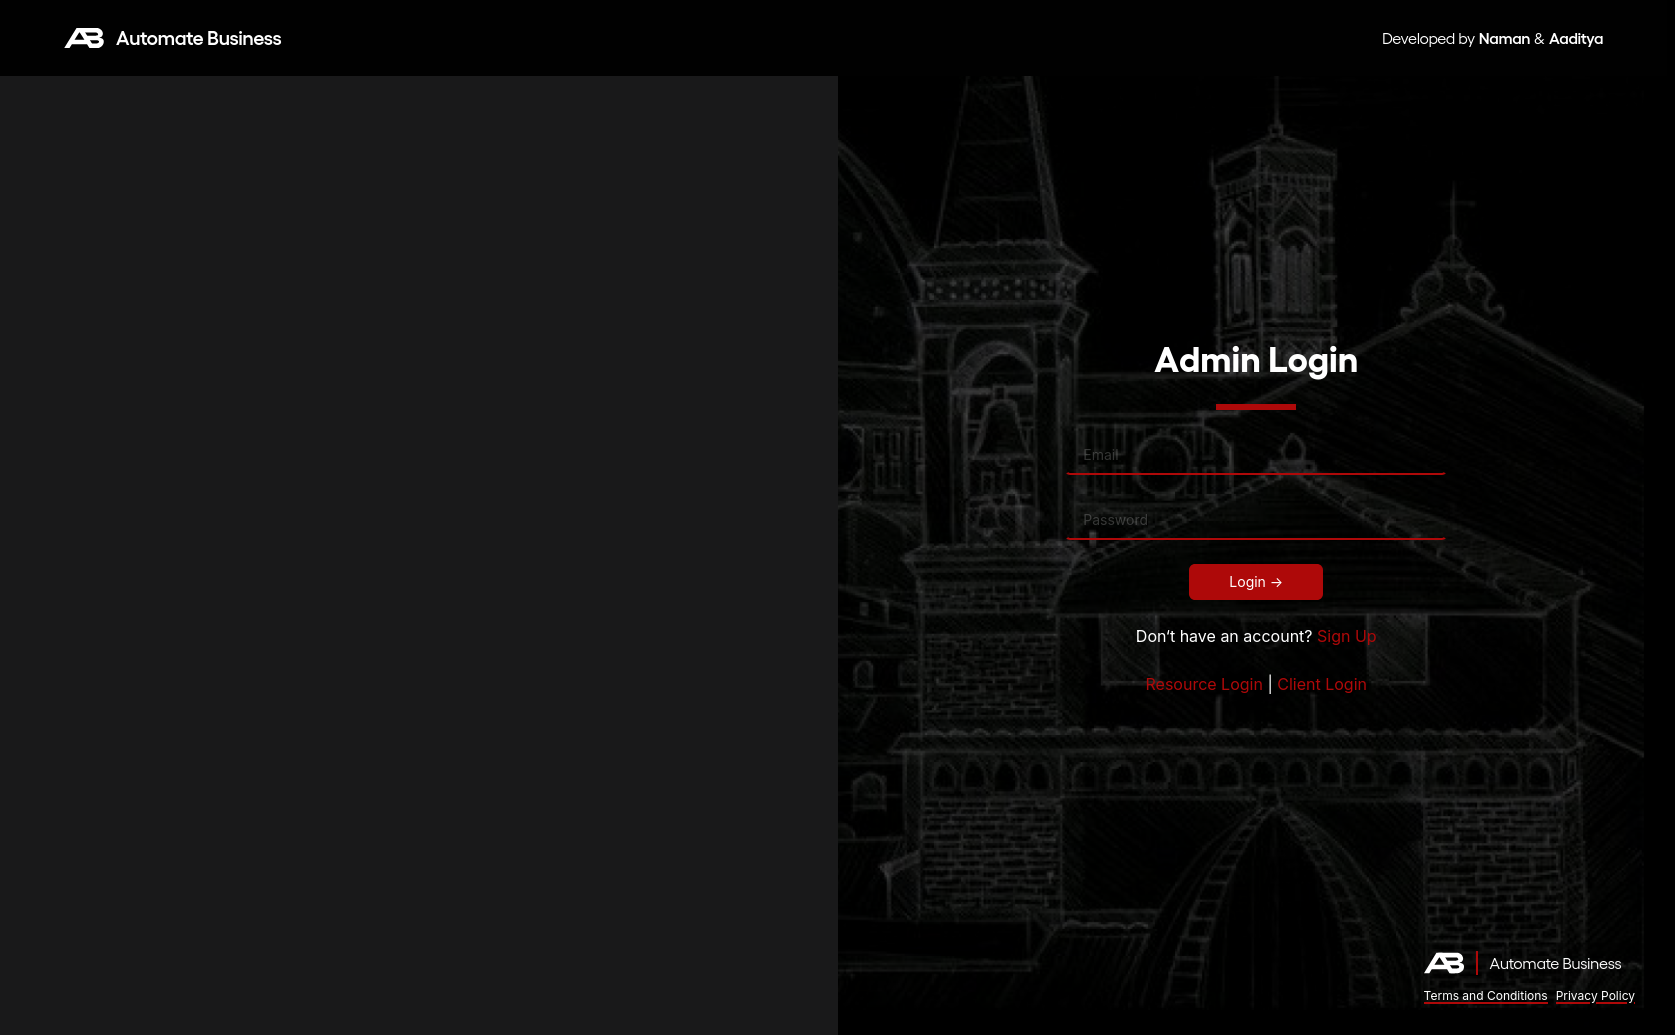 AB Automate Business
Developed by Naman & Aaditya
Admin Login
Email
Password
Login →
Don't have an account? Sign Up
Resource Login | Client Login
AB | Automate Business
Terms and Conditions Privacy Policy